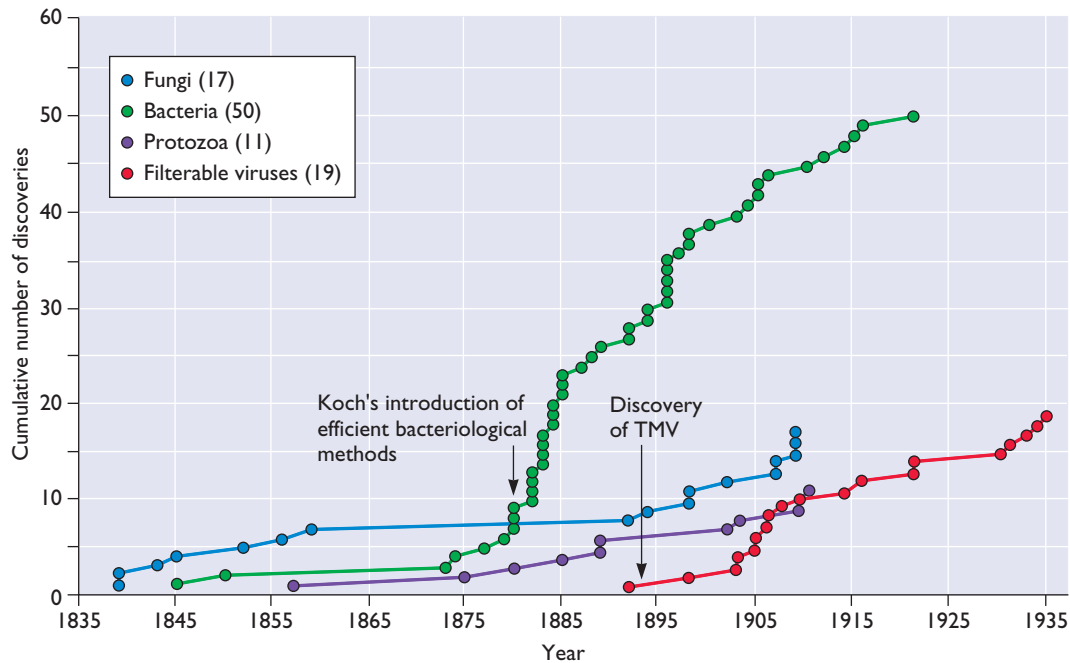 60
50
40
30
20
10
0
Cumulative number of discoveries
Fungi (17)
Bacteria (50)
Protozoa (11)
Filterable viruses (19)
Koch's introduction of
efficient bacteriological
methods
Discovery
of TMV
1835 1845 1855 1865 1875 1885 1895 1905 1915 1925 1935
Year